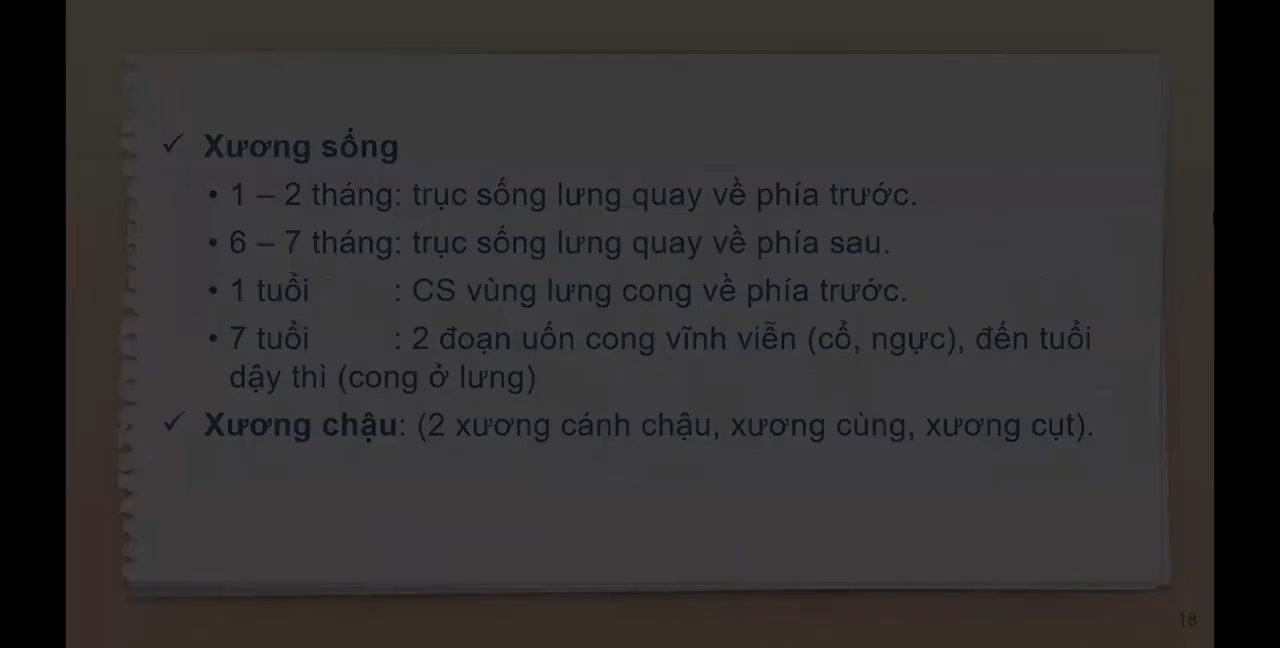 ✓ Xương sống
• 1 – 2 tháng: trục sống lưng quay về phía trước.
• 6 – 7 tháng: trục sống lưng quay về phía sau.
• 1 tuổi : CS vùng lưng cong về phía trước.
• 7 tuổi : 2 đoạn uốn cong vĩnh viễn (cổ, ngực), đến tuổi
dậy thì (cong ở lưng)
✓ Xương chậu: (2 xương cánh chậu, xương cùng, xương cụt).
18